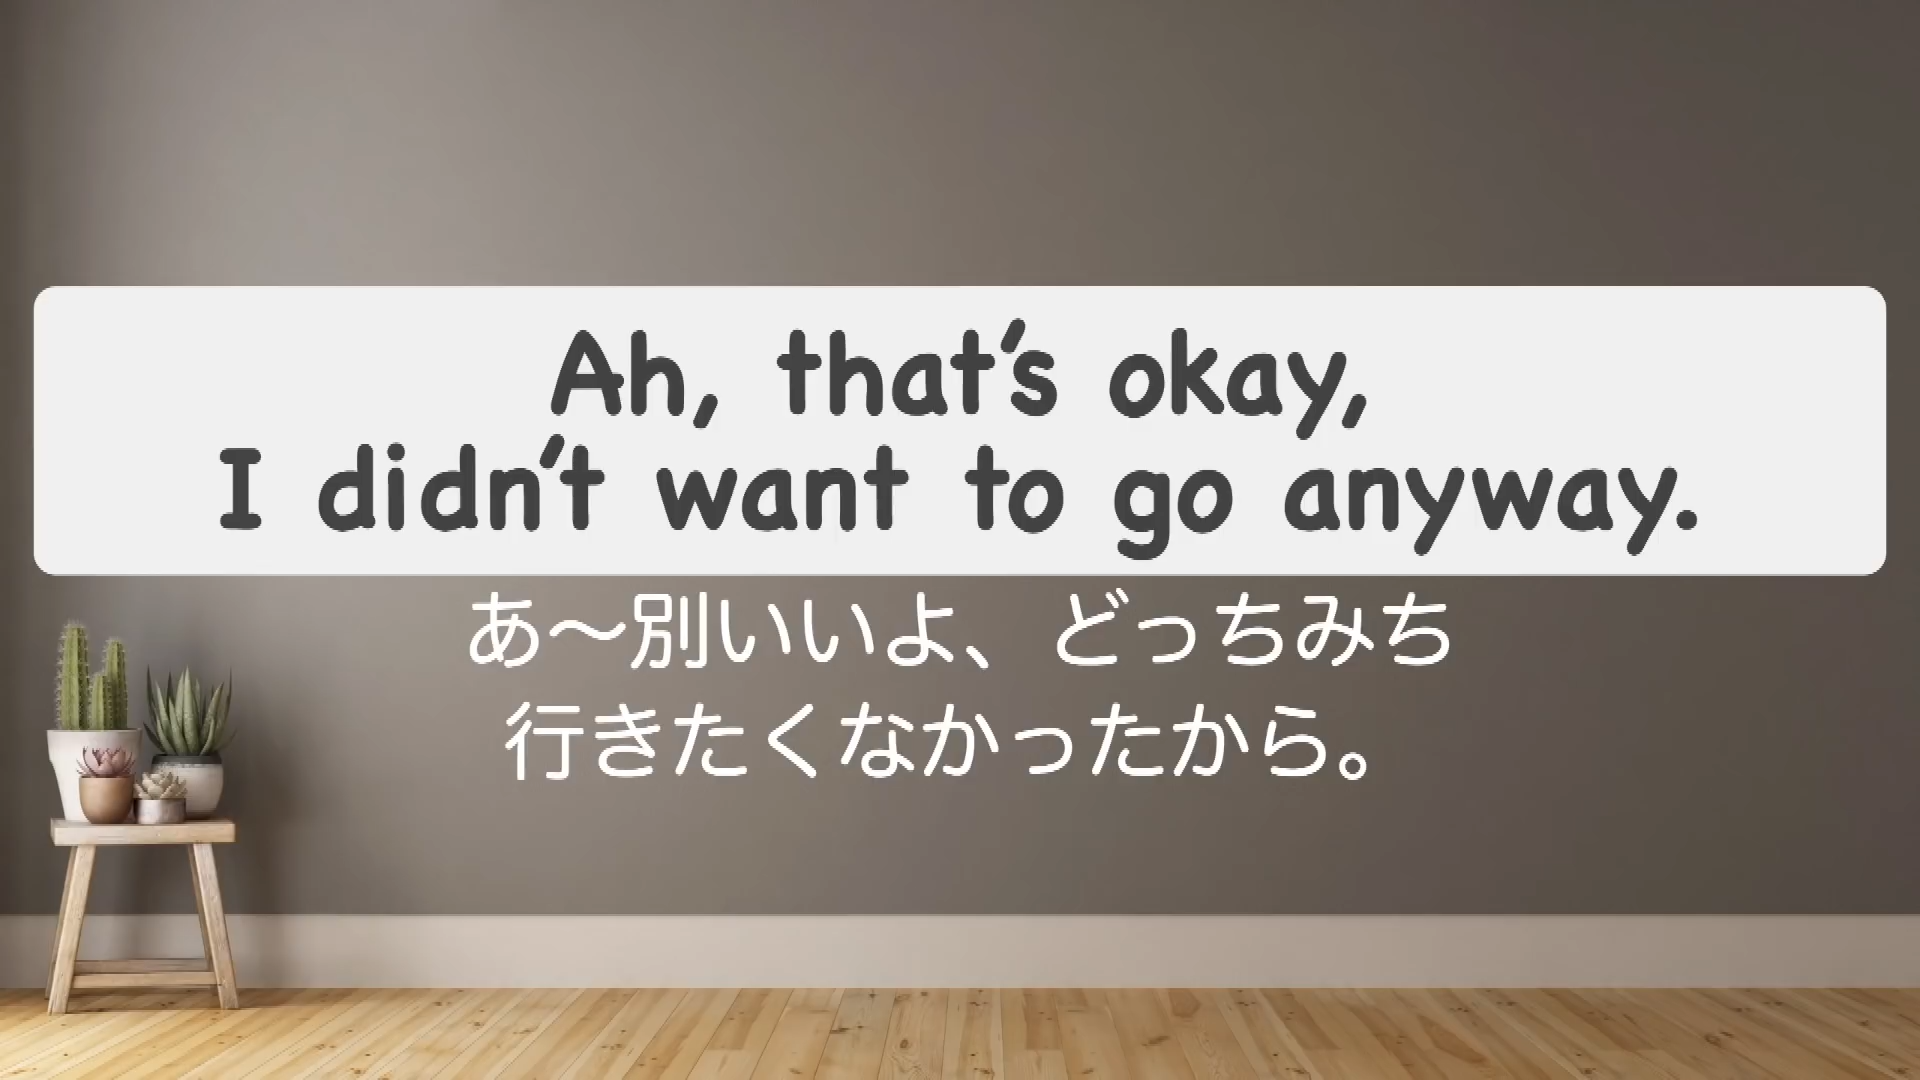 Ah, that's okay,
I didn't want to go anyway.
あ〜別いいよ、どっちみち
行きたくなかったから。